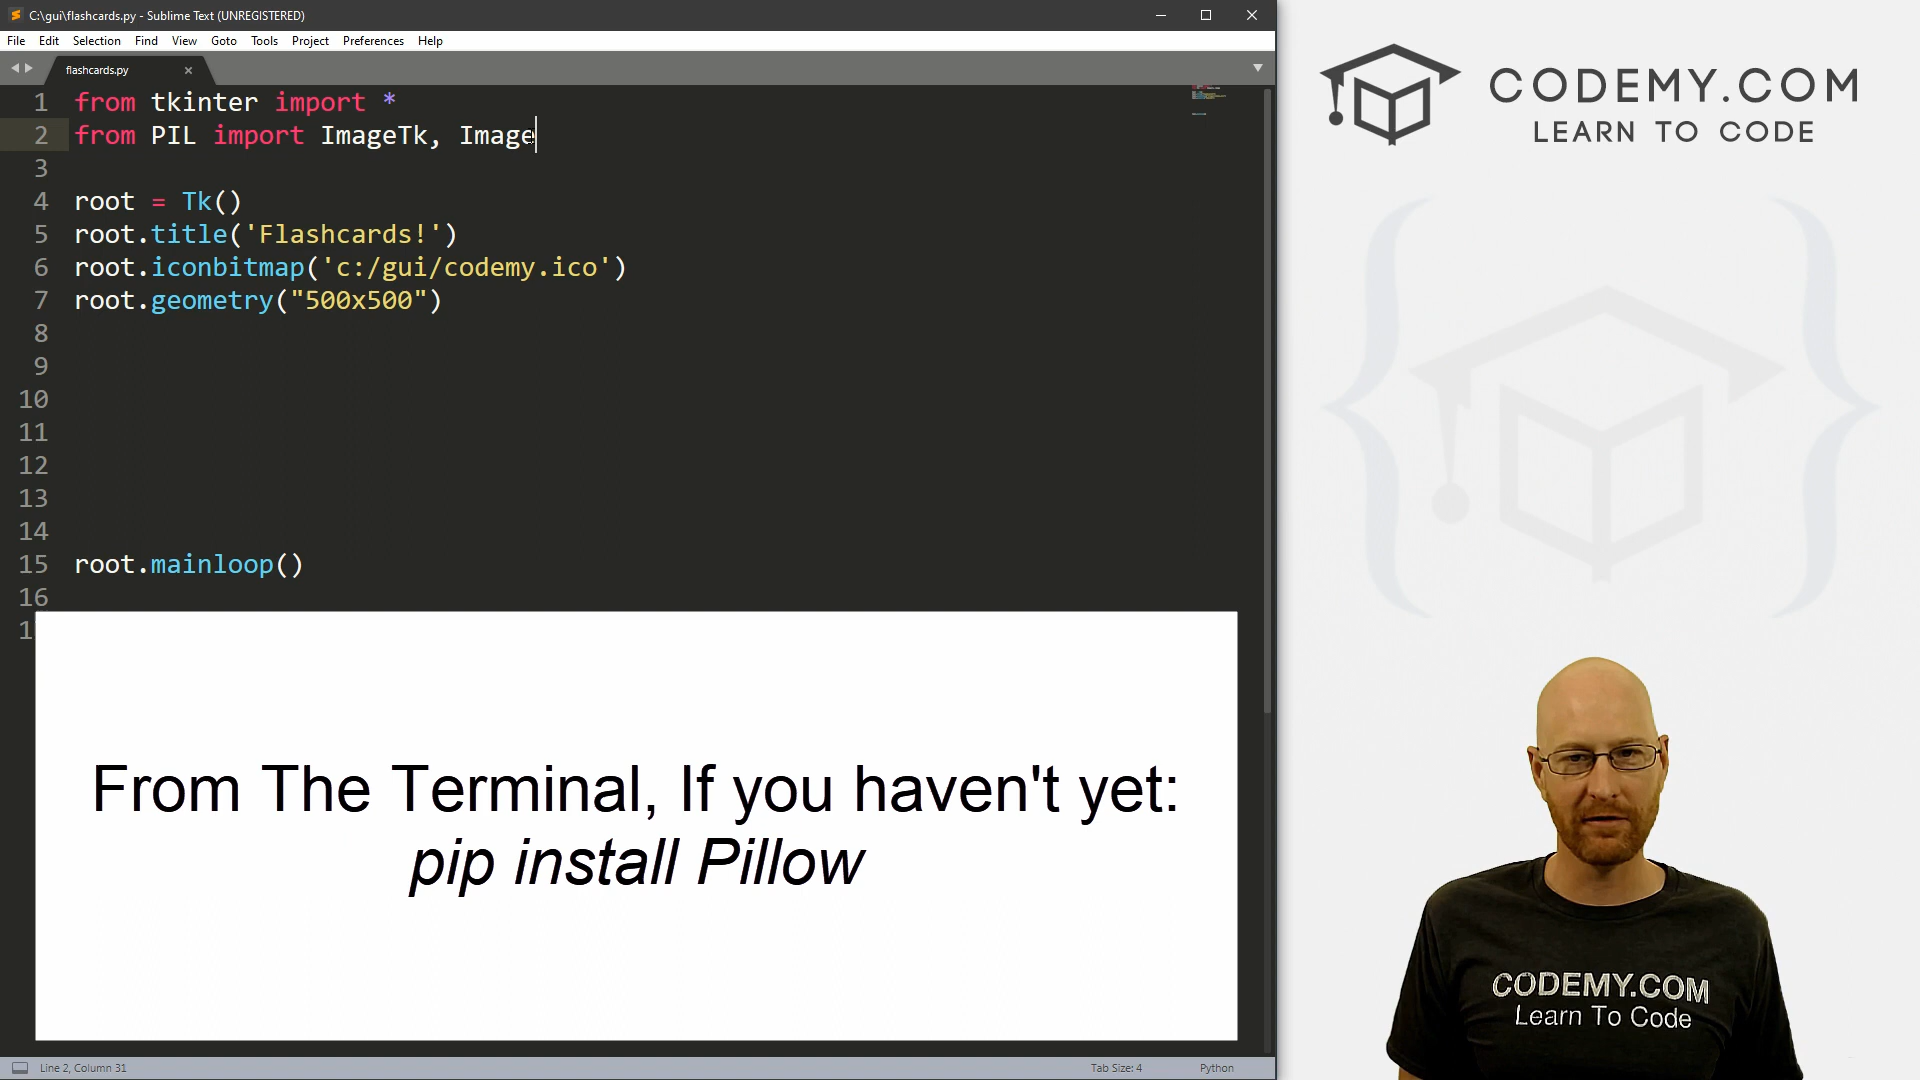 C:\gui\flashcards.py - Sublime Text (UNREGISTERED)
File Edit Selection Find View Goto Tools Project Preferences Help
flashcards.py
1 from tkinter import *
2 from PIL import ImageTk, Image
3
4 root = Tk()
5 root.title('Flashcards!')
6 root.iconbitmap('c:/gui/codemy.ico')
7 root.geometry("500x500")
8
9
10
11
12
13
14
15 root.mainloop()
16
1
From The Terminal, If you haven't yet:
pip install Pillow
Line 2, Column 31
Tab Size: 4 Python
CODEMY.COM
LEARN TO CODE
CODEMY.COM
Learn To Code